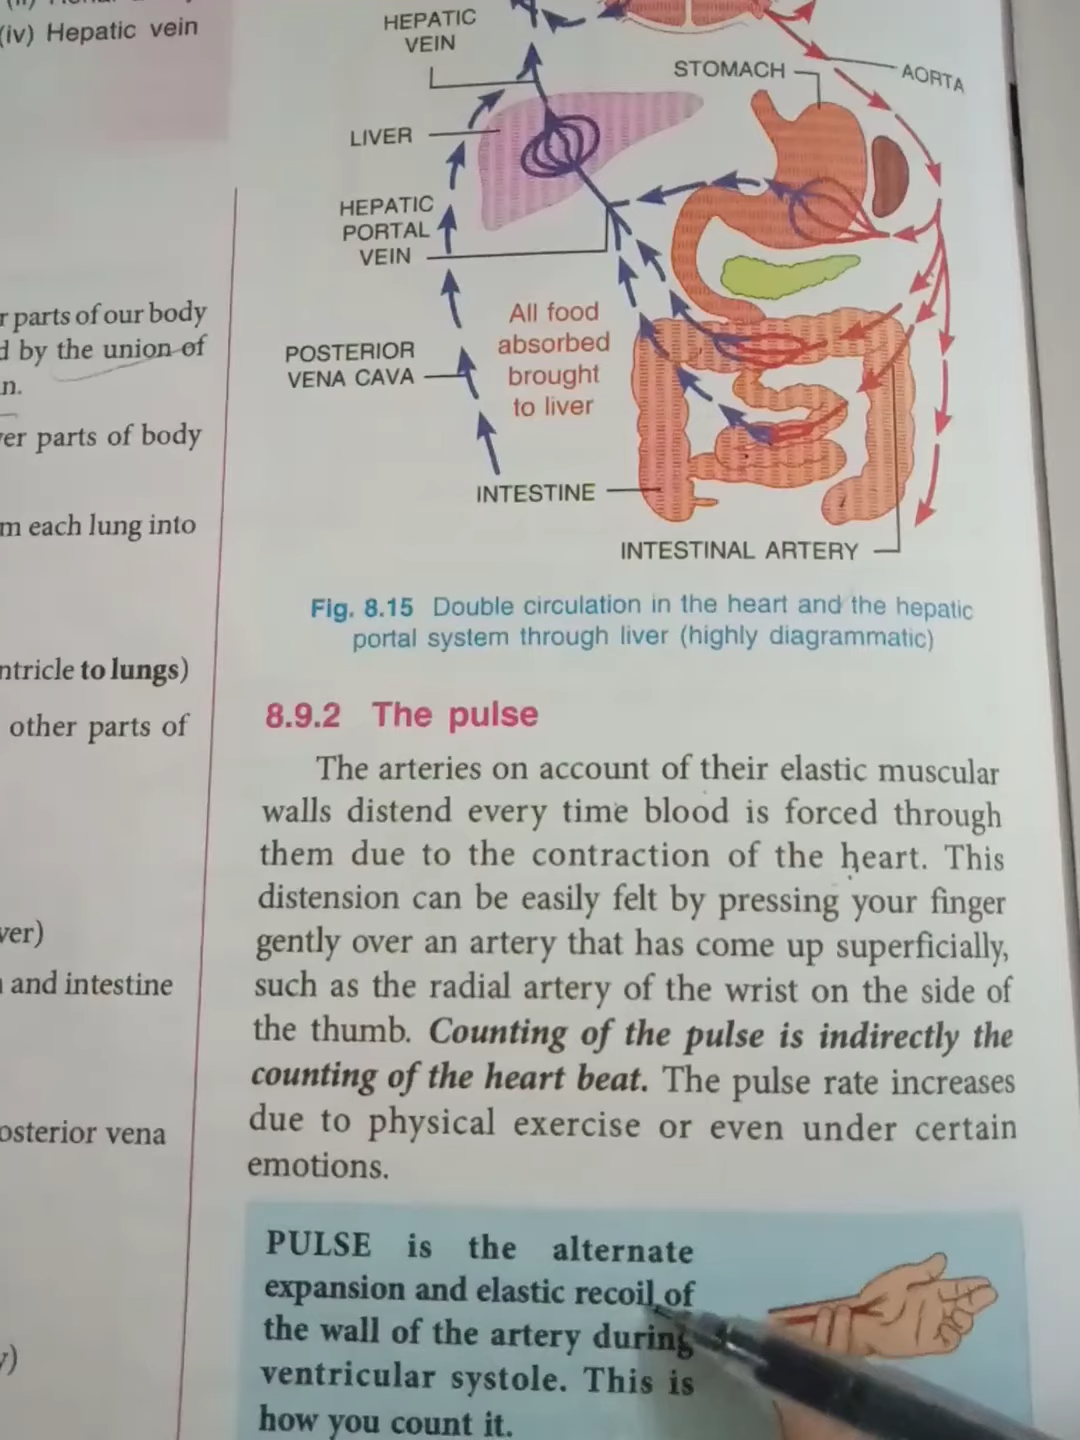 (iv) Hepatic vein
parts of our body
by the union of
n.
er parts of body
m each lung into
ntricle to lungs)
other parts of
ver)
and intestine
osterior vena
HEPATIC
VEIN
STOMACH
AORTA
LIVER
HEPATIC
PORTAL
VEIN
All food
absorbed
brought
to liver
POSTERIOR
VENA CAVA
INTESTINE
INTESTINAL ARTERY
Fig. 8.15 Double circulation in the heart and the hepatic
portal system through liver (highly diagrammatic)
8.9.2 The pulse
The arteries on account of their elastic muscular
walls distend every time blood is forced through
them due to the contraction of the heart. This
distension can be easily felt by pressing your finger
gently over an artery that has come up superficially,
such as the radial artery of the wrist on the side of
the thumb. Counting of the pulse is indirectly the
counting of the heart beat. The pulse rate increases
due to physical exercise or even under certain
emotions.
PULSE is the alternate
expansion and elastic recoil of
the wall of the artery during
ventricular systole. This is
how you count it.